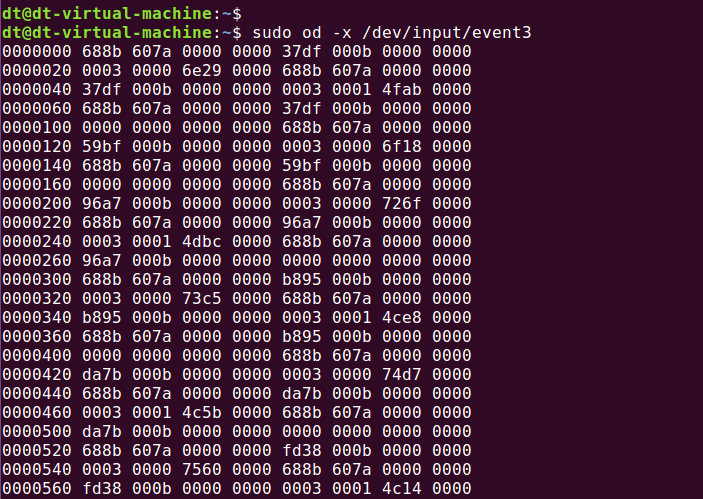 dt@dt-virtual-machine:~$
dt@dt-virtual-machine:~$ sudo od -x /dev/input/event3
0000000 688b 607a 0000 0000 37df 000b 0000 0000
0000020 0003 0000 6e29 0000 688b 607a 0000 0000
0000040 37df 000b 0000 0000 0003 0001 4fab 0000
0000060 688b 607a 0000 0000 37df 000b 0000 0000
0000100 0000 0000 0000 0000 688b 607a 0000 0000
0000120 59bf 000b 0000 0000 0003 0000 6f18 0000
0000140 688b 607a 0000 0000 59bf 000b 0000 0000
0000160 0000 0000 0000 0000 688b 607a 0000 0000
0000200 96a7 000b 0000 0000 0003 0000 726f 0000
0000220 688b 607a 0000 0000 96a7 000b 0000 0000
0000240 0003 0001 4dbc 0000 688b 607a 0000 0000
0000260 96a7 000b 0000 0000 0000 0000 0000 0000
0000300 688b 607a 0000 0000 b895 000b 0000 0000
0000320 0003 0000 73c5 0000 688b 607a 0000 0000
0000340 b895 000b 0000 0000 0003 0001 4ce8 0000
0000360 688b 607a 0000 0000 b895 000b 0000 0000
0000400 0000 0000 0000 0000 688b 607a 0000 0000
0000420 da7b 000b 0000 0000 0003 0000 74d7 0000
0000440 688b 607a 0000 0000 da7b 000b 0000 0000
0000460 0003 0001 4c5b 0000 688b 607a 0000 0000
0000500 da7b 000b 0000 0000 0000 0000 0000 0000
0000520 688b 607a 0000 0000 fd38 000b 0000 0000
0000540 0003 0000 7560 0000 688b 607a 0000 0000
0000560 fd38 000b 0000 0000 0003 0001 4c14 0000